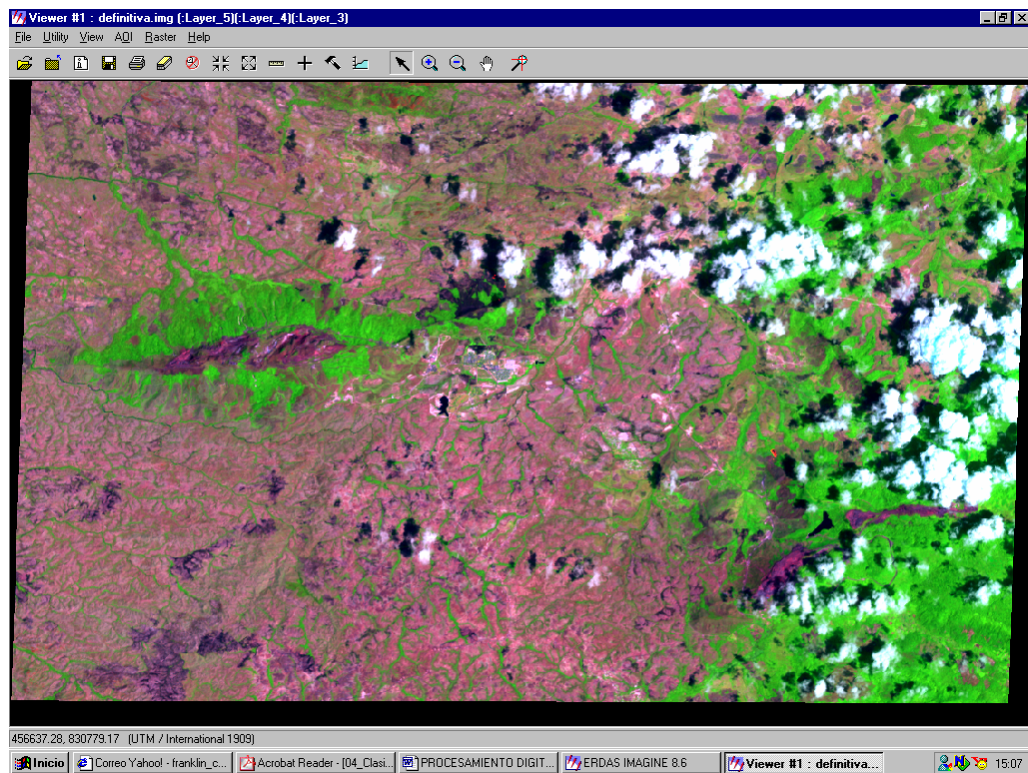 Viewer #1 : definitiva.img (:Layer_5)(:Layer_4)(:Layer_3)
File Utility View AOI Raster Help
456637.28, 830779.17 (UTM / International 1909)
Inicio Correo Yahoo! - franklin_c... Acrobat Reader - [04_Clasi... PROCESAMIENTO DIGIT... ERDAS IMAGINE 8.6 Viewer #1 : definitiva... 15:07